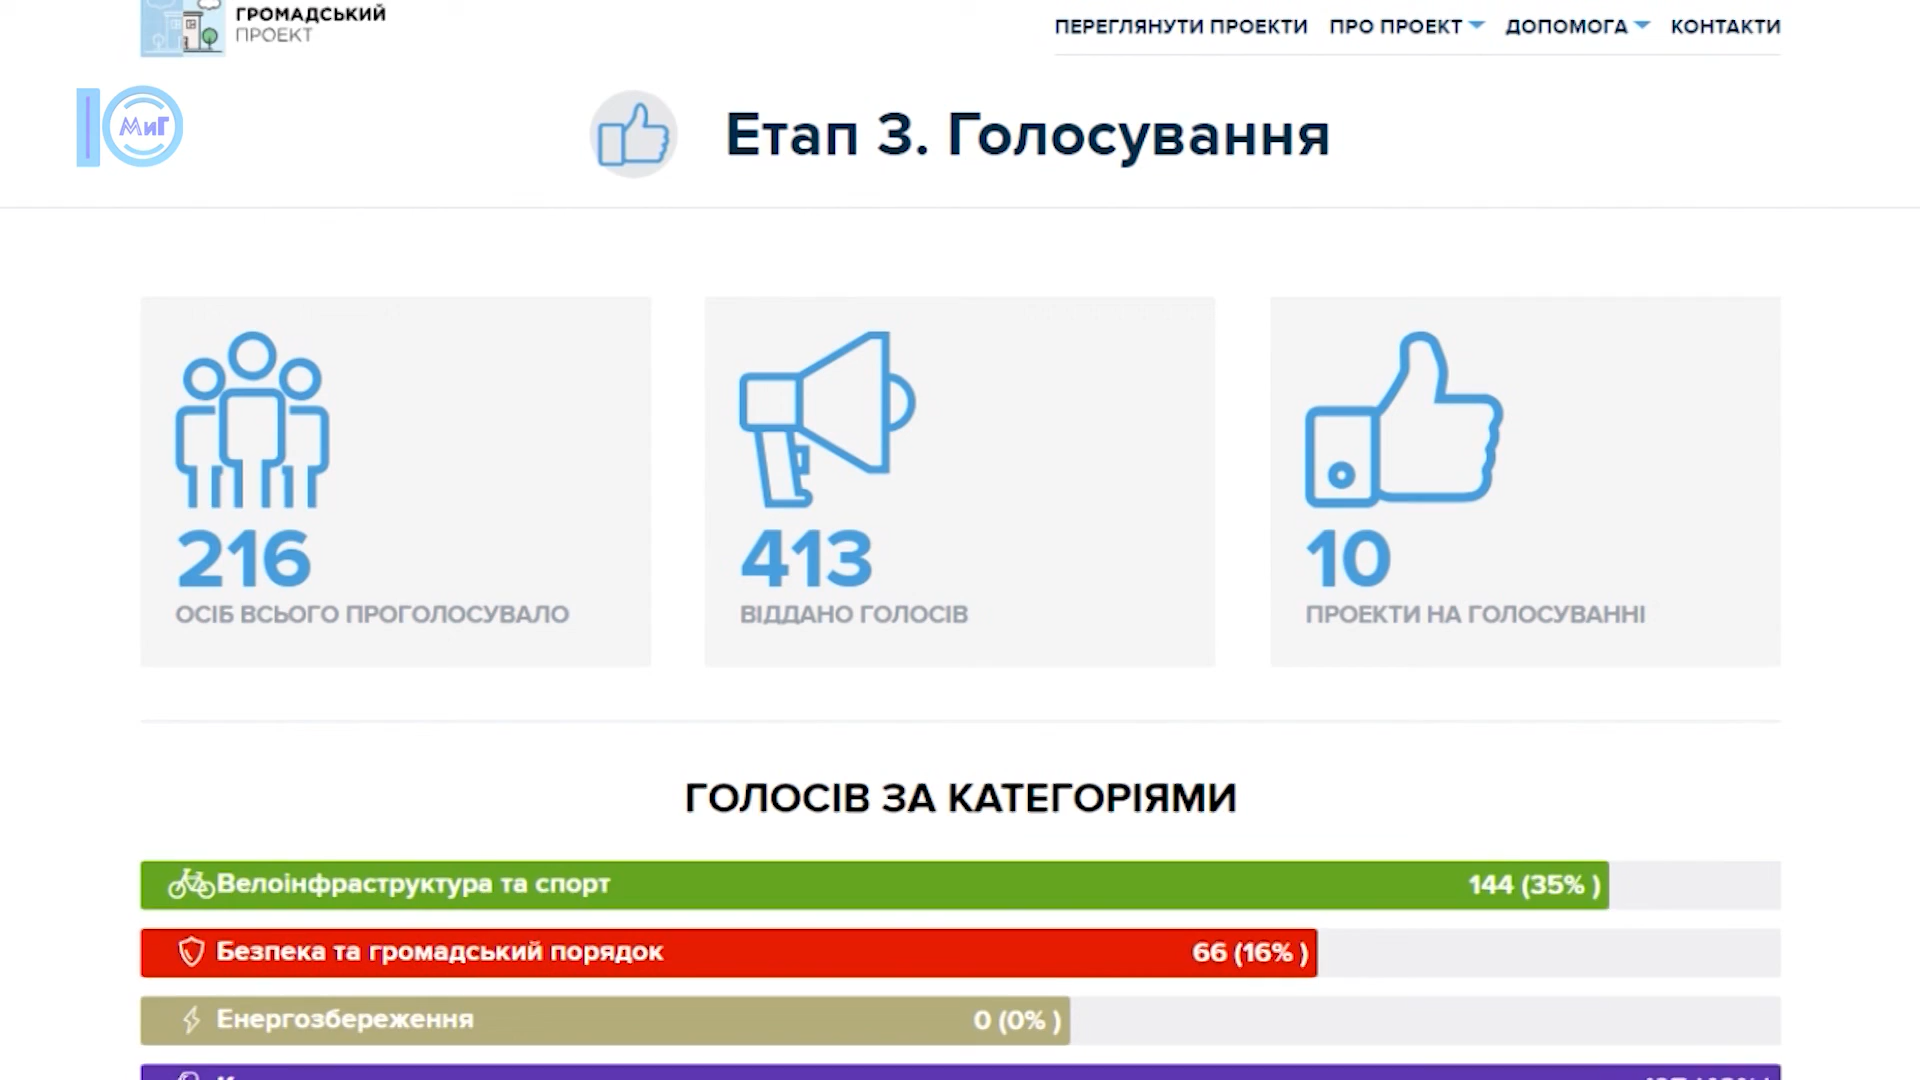 ГРОМАДСЬКИЙ
ПРОЕКТ
ПЕРЕГЛЯНУТИ ПРОЕКТИ ПРО ПРОЕКТ ДОПОМОГА КОНТАКТИ
МиГ
Етап 3. Голосування
216
ОСІБ ВСЬОГО ПРОГОЛОСУВАЛО
413
ВІДДАНО ГОЛОСІВ
10
ПРОЕКТИ НА ГОЛОСУВАННІ
ГОЛОСІВ ЗА КАТЕГОРІЯМИ
Велоінфраструктура та спорт 144 (35% )
Безпека та громадський порядок 66 (16% )
Енергозбереження 0 (0% )